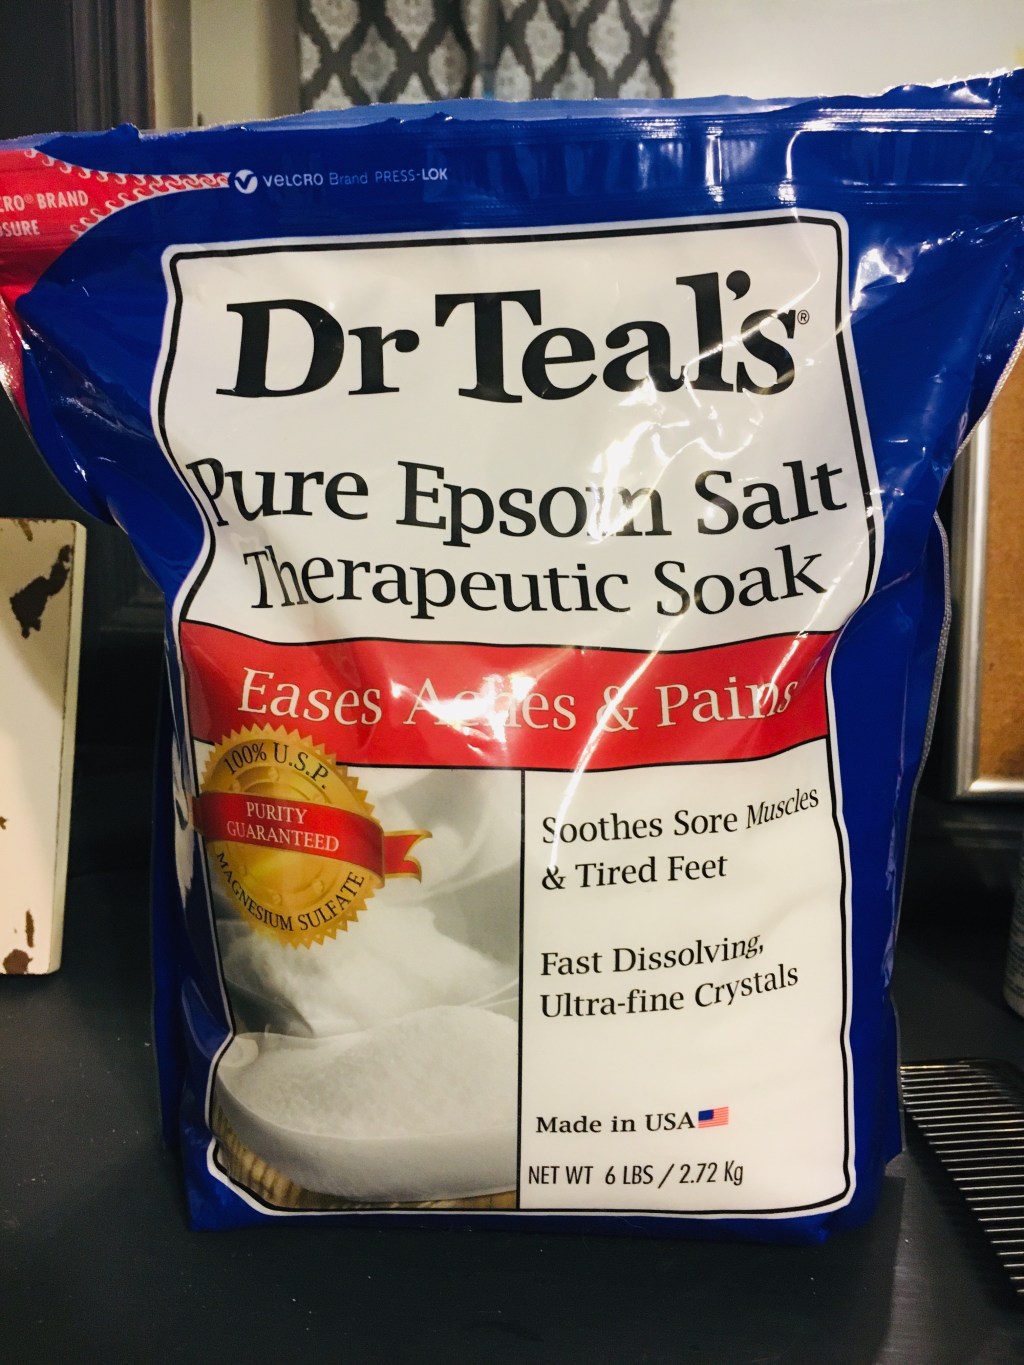 VELCRO Brand PRESS-LOK
CRO® BRAND
SURE
Dr Teal's®
Pure Epsom Salt
Therapeutic Soak
Eases Aches & Pains
100% U.S.P.
PURITY
GUARANTEED
MAGNESIUM SULFATE
Soothes Sore Muscles
& Tired Feet
Fast Dissolving,
Ultra-fine Crystals
Made in USA
NET WT 6 LBS / 2.72 Kg